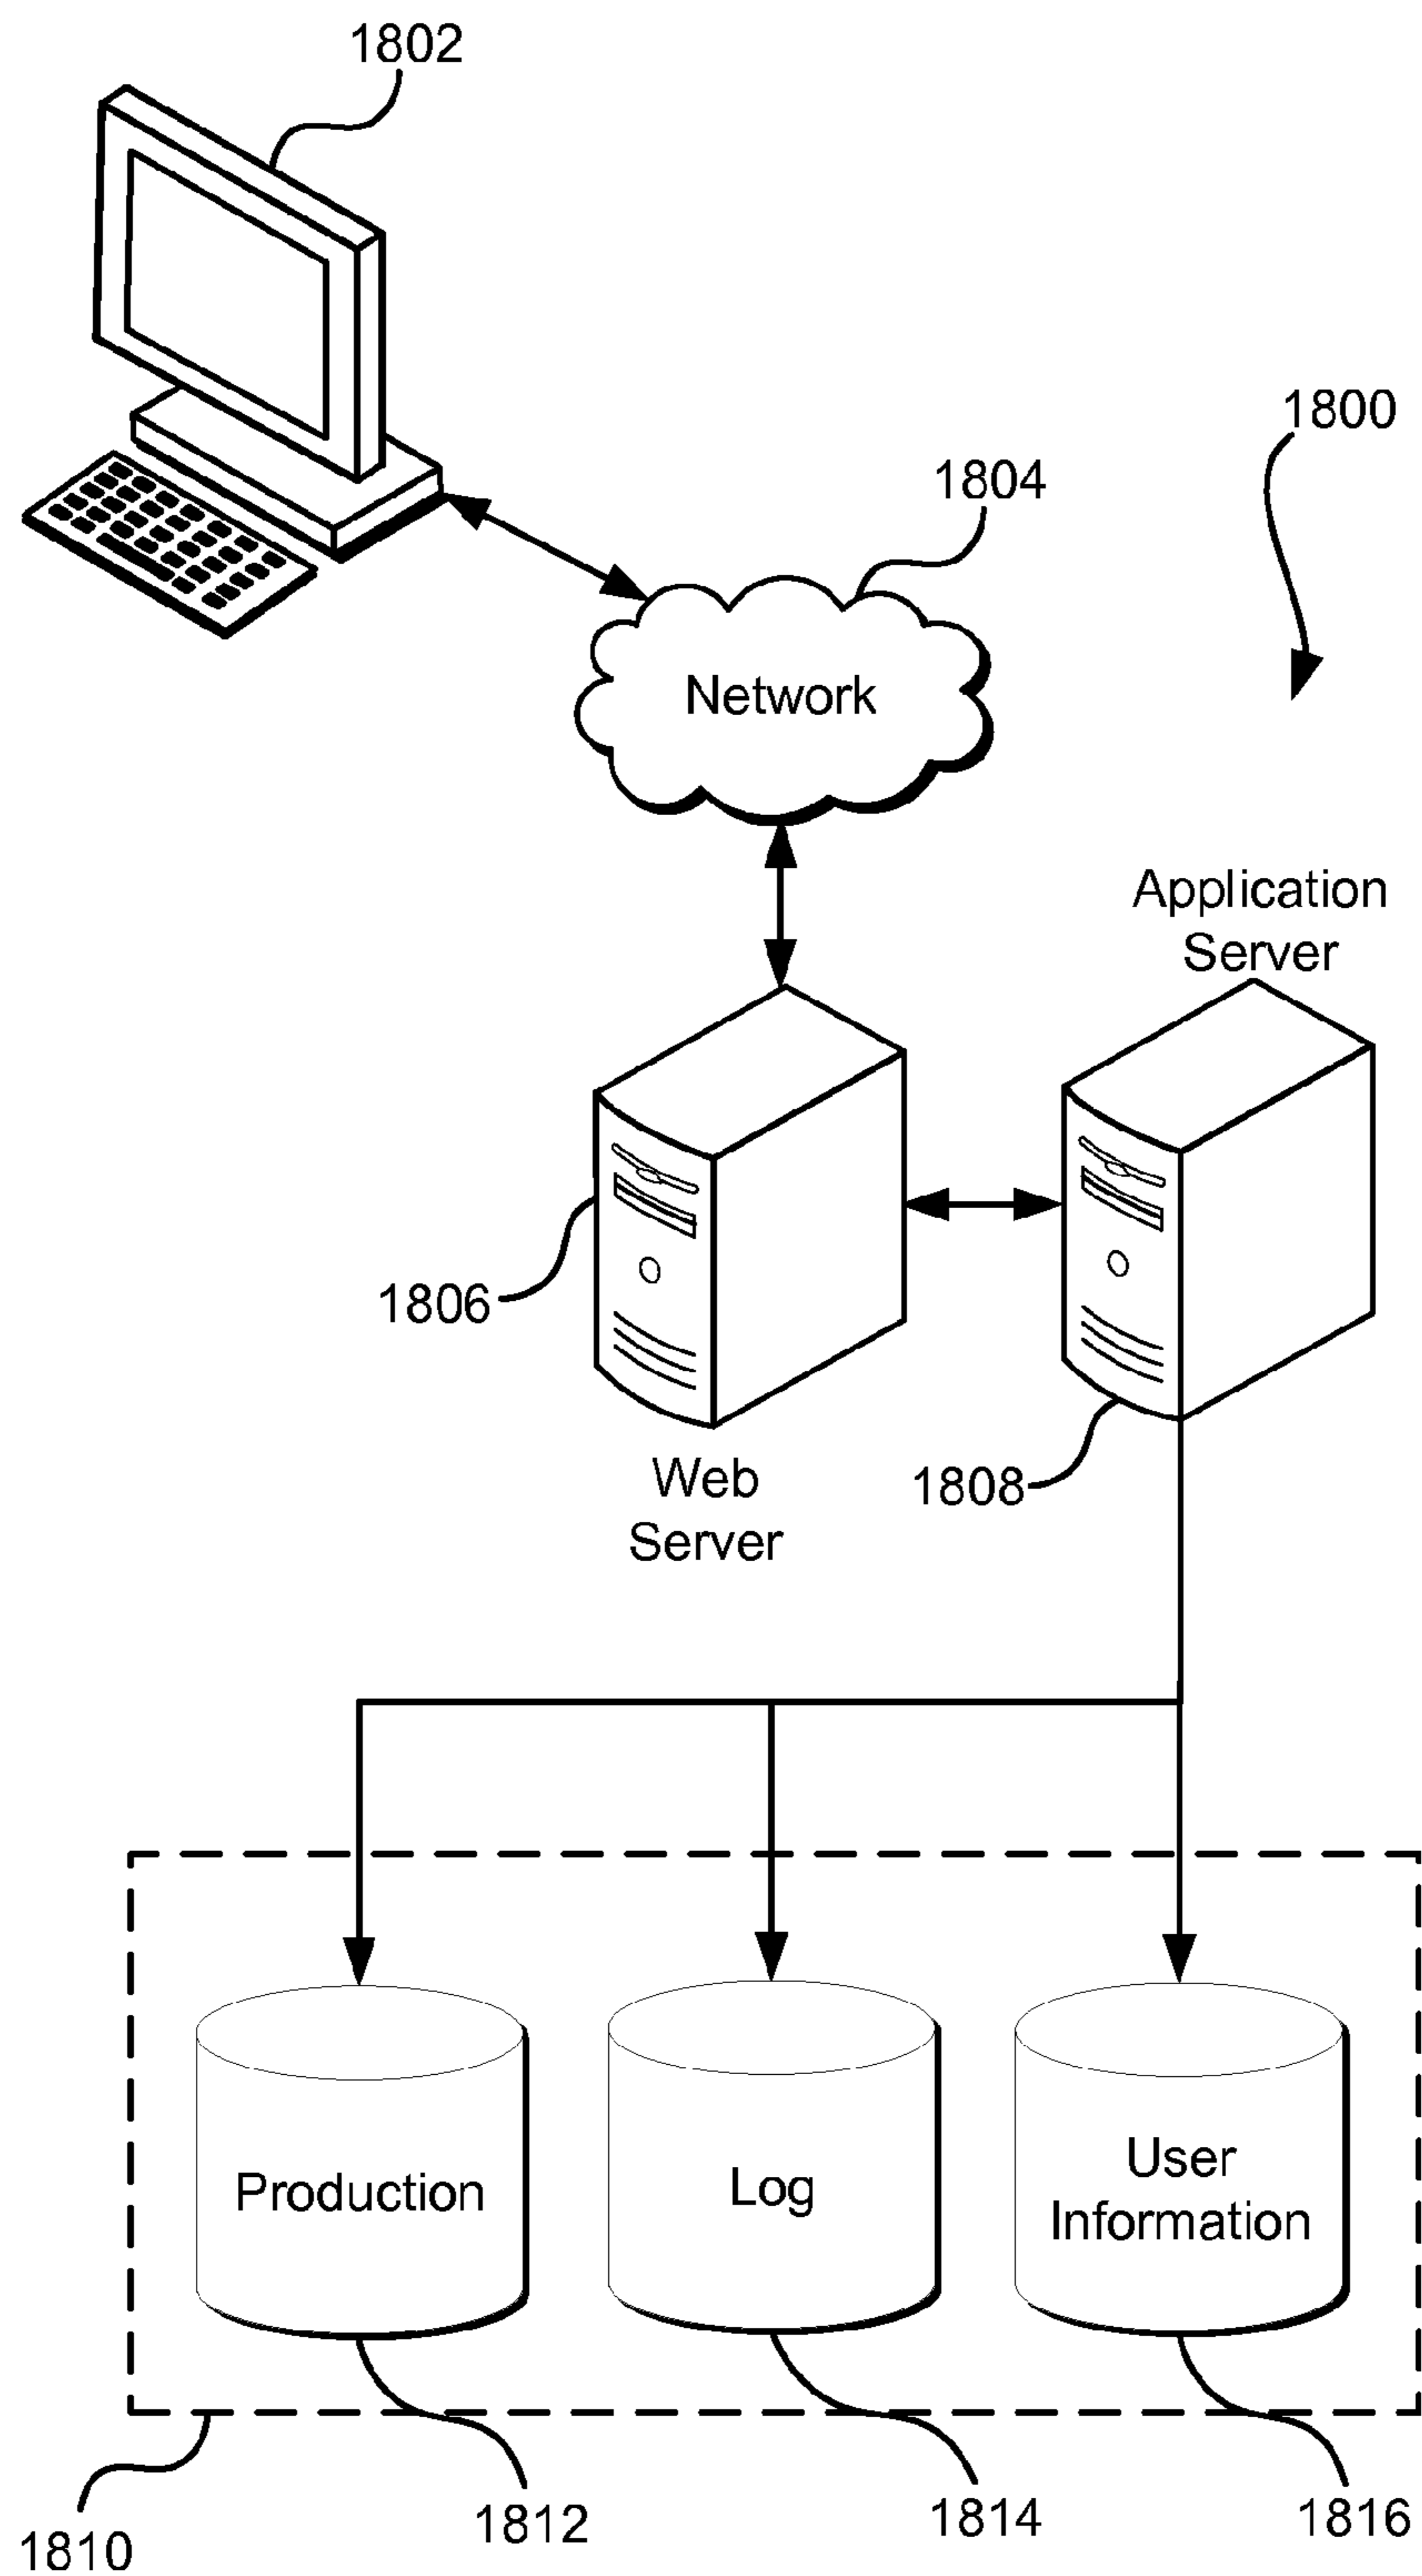 1802
1800
1804
Network
Application
Server
1806
Web
Server
1808
Production
Log
User
Information
1810
1812
1814
1816